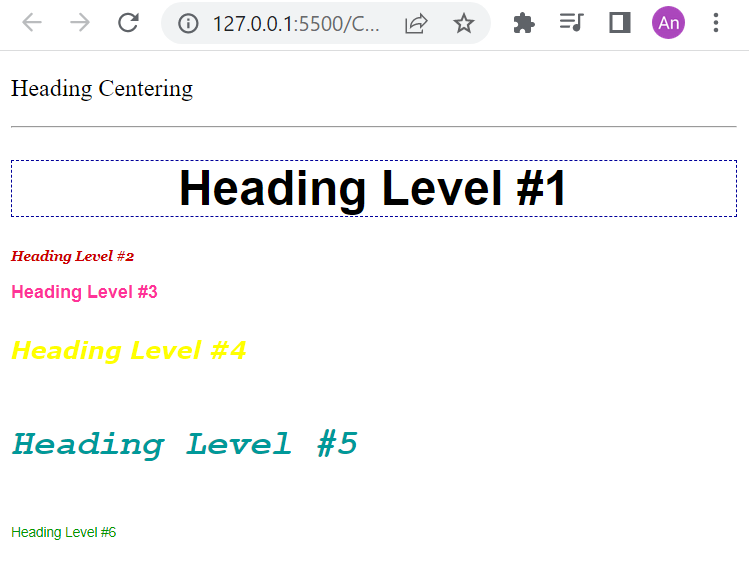 127.0.0.1:5500/C...
An
Heading Centering
Heading Level #1
Heading Level #2
Heading Level #3
Heading Level #4
Heading Level #5
Heading Level #6